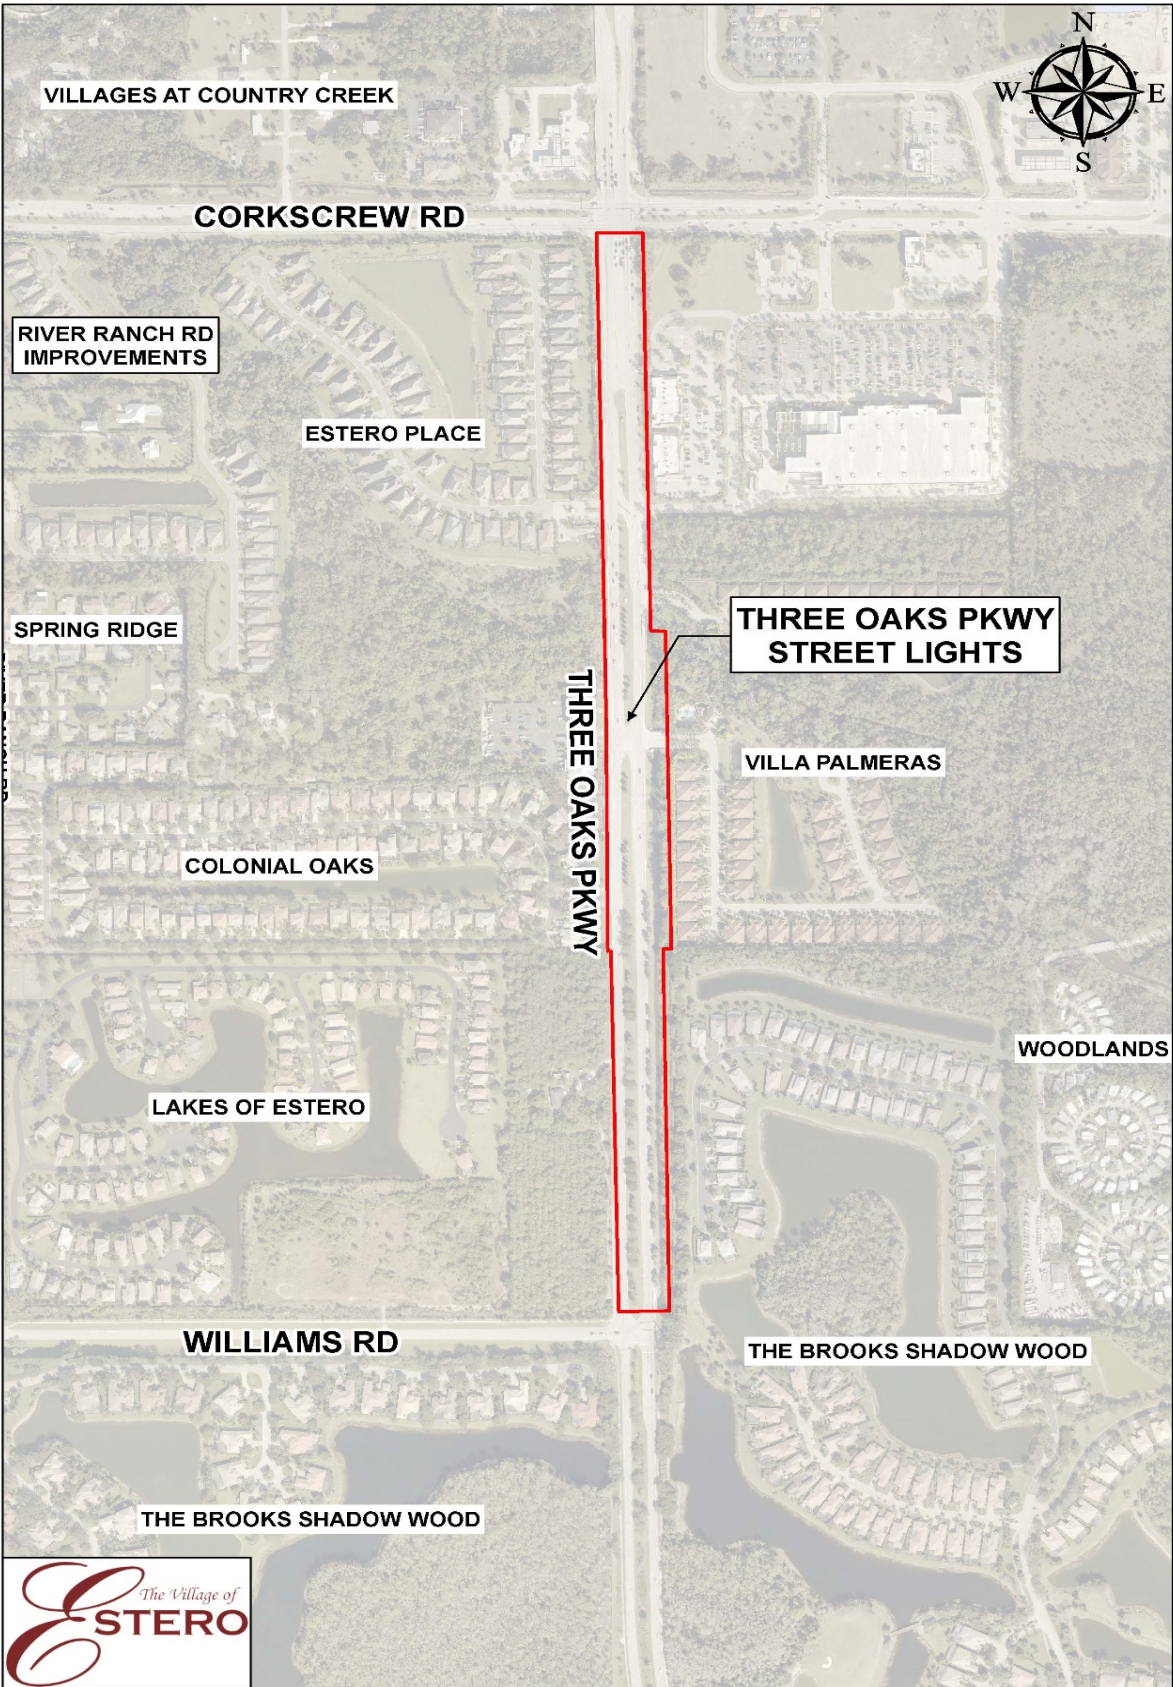 N
W
E
S
VILLAGES AT COUNTRY CREEK
CORKSCREW RD
RIVER RANCH RD
IMPROVEMENTS
ESTERO PLACE
THREE OAKS PKWY
STREET LIGHTS
SPRING RIDGE
THREE OAKS PKWY
VILLA PALMERAS
COLONIAL OAKS
WOODLANDS
LAKES OF ESTERO
WILLIAMS RD
THE BROOKS SHADOW WOOD
THE BROOKS SHADOW WOOD
The Village of
ESTERO